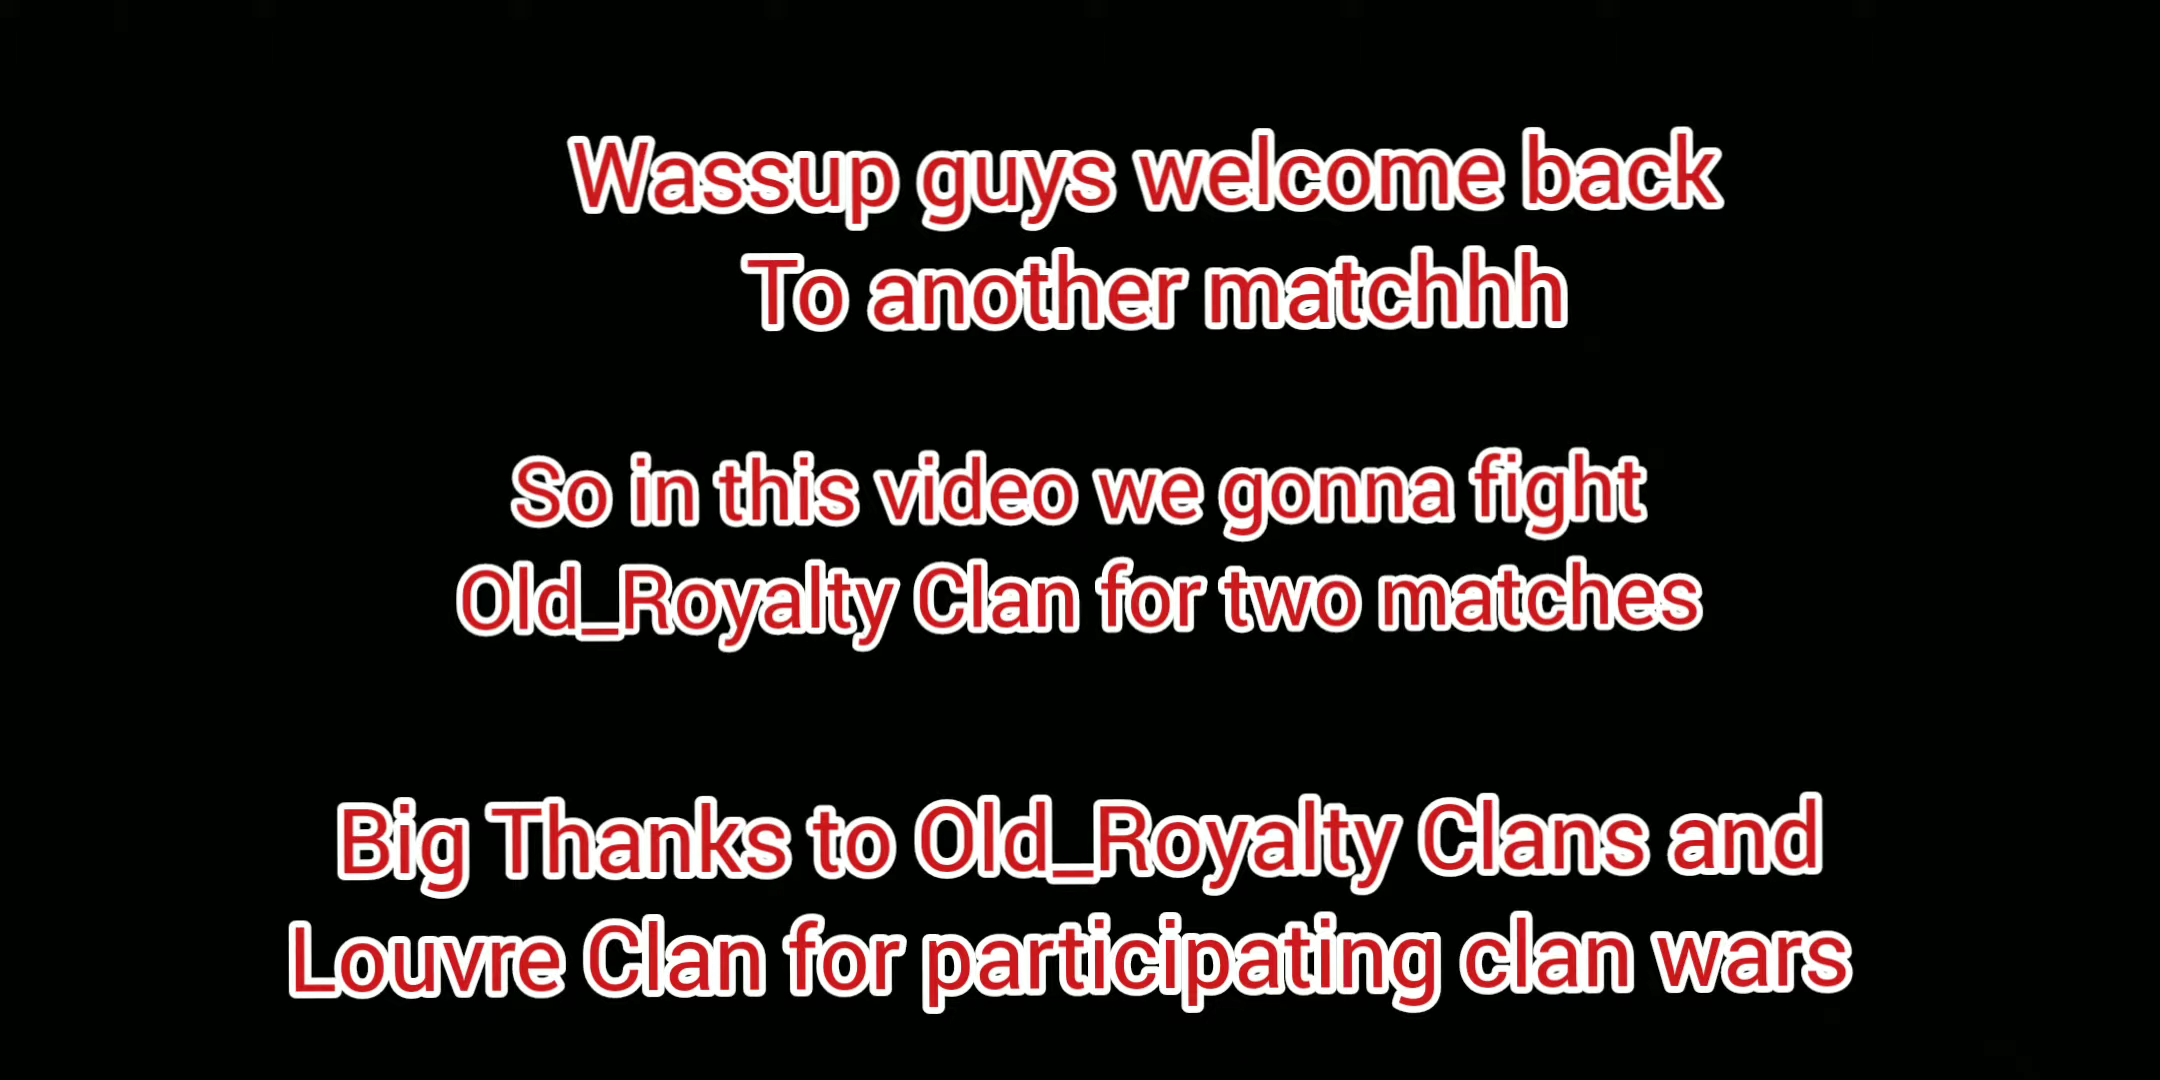 Wassup guys welcome back
To another matchhh
So in this video we gonna fight
Old_Royalty Clan for two matches
Big Thanks to Old_Royalty Clans and
Louvre Clan for participating clan wars